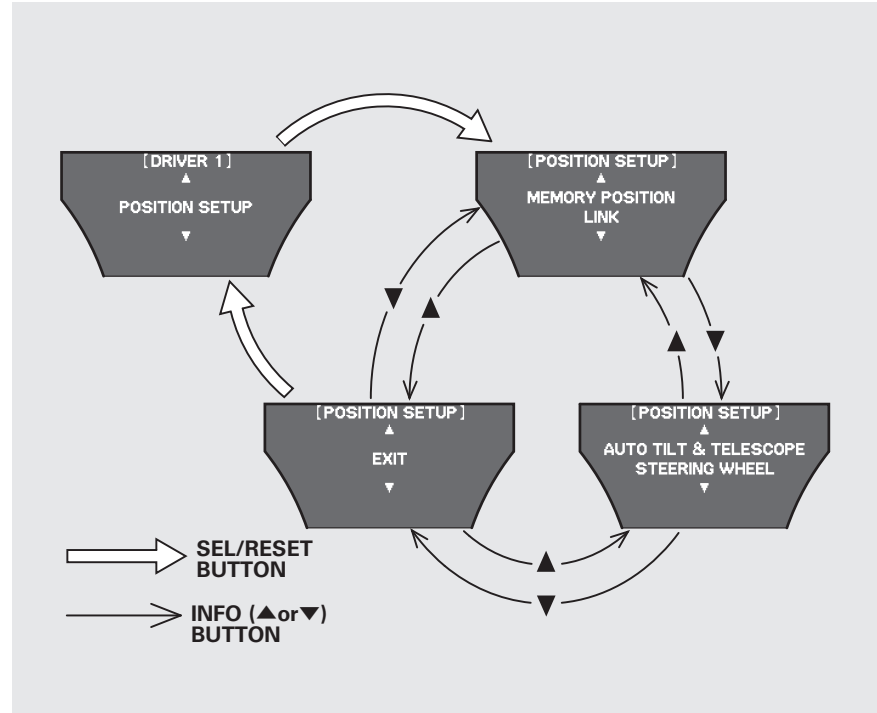 [DRIVER 1]
▲
POSITION SETUP
▼
[POSITION SETUP]
▲
MEMORY POSITION
LINK
▼
▼
▲
▲
▼
[POSITION SETUP]
▲
EXIT
▼
[POSITION SETUP]
▲
AUTO TILT & TELESCOPE
STEERING WHEEL
▼
▲
▼
SEL/RESET
BUTTON
INFO (▲or▼)
BUTTON